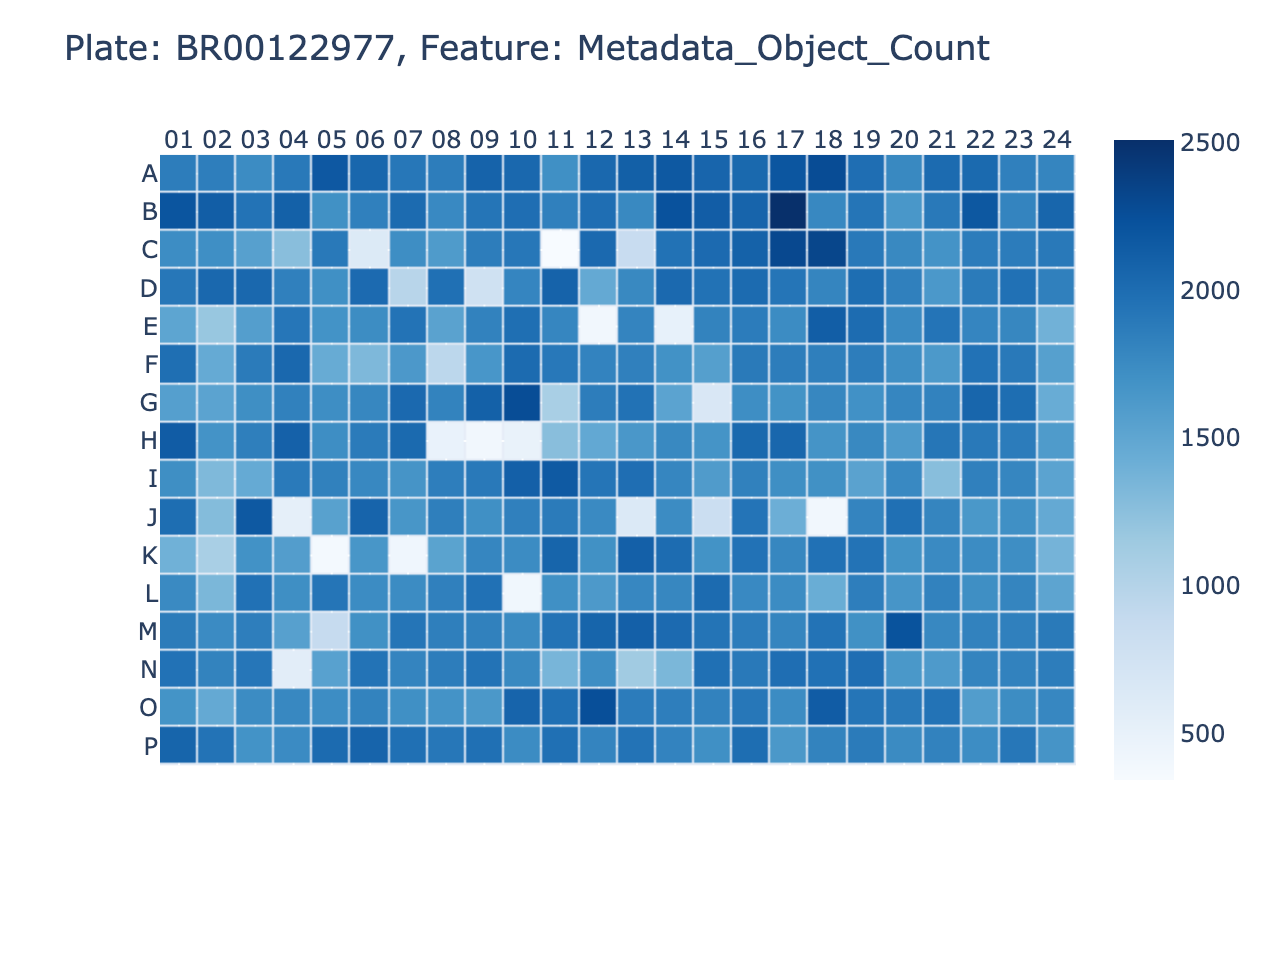 Plate: BR00122977, Feature: Metadata_Object_Count
01 02 03 04 05 06 07 08 09 10 11 12 13 14 15 16 17 18 19 20 21 22 23 24
A
B
C
D
E
F
G
H
I
J
K
L
M
N
O
P
2500
2000
1500
1000
500